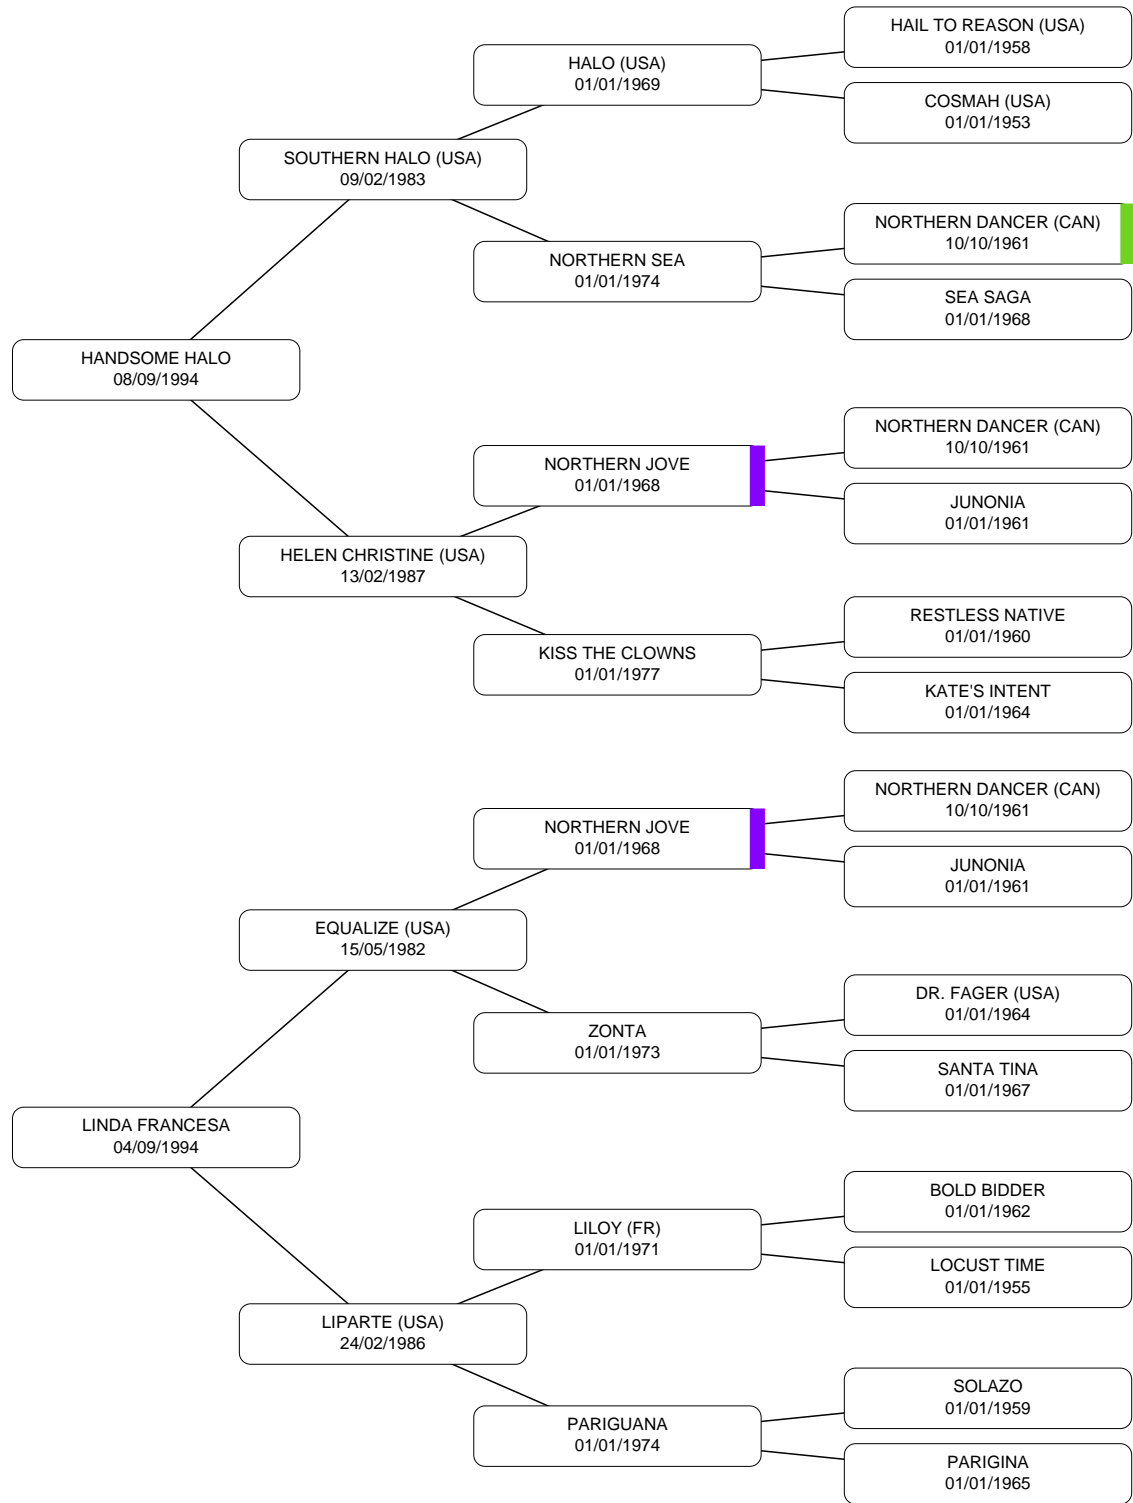 HAIL TO REASON (USA)
01/01/1958
HALO (USA)
01/01/1969
COSMAH (USA)
01/01/1953
SOUTHERN HALO (USA)
09/02/1983
NORTHERN DANCER (CAN)
10/10/1961
NORTHERN SEA
01/01/1974
SEA SAGA
01/01/1968
HANDSOME HALO
08/09/1994
NORTHERN DANCER (CAN)
10/10/1961
NORTHERN JOVE
01/01/1968
JUNONIA
01/01/1961
HELEN CHRISTINE (USA)
13/02/1987
RESTLESS NATIVE
01/01/1960
KISS THE CLOWNS
01/01/1977
KATE'S INTENT
01/01/1964
NORTHERN DANCER (CAN)
10/10/1961
NORTHERN JOVE
01/01/1968
JUNONIA
01/01/1961
EQUALIZE (USA)
15/05/1982
DR. FAGER (USA)
01/01/1964
ZONTA
01/01/1973
SANTA TINA
01/01/1967
LINDA FRANCESA
04/09/1994
BOLD BIDDER
01/01/1962
LILOY (FR)
01/01/1971
LOCUST TIME
01/01/1955
LIPARTE (USA)
24/02/1986
SOLAZO
01/01/1959
PARIGUANA
01/01/1974
PARIGINA
01/01/1965